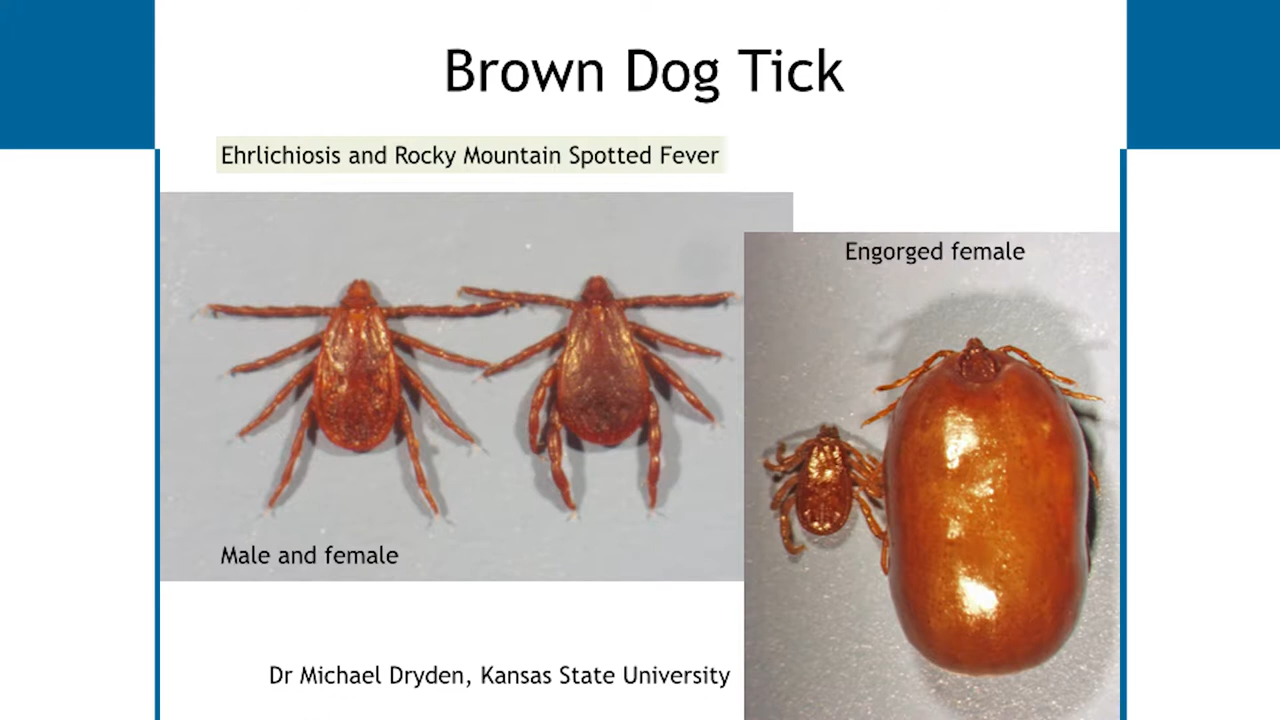 Brown Dog Tick
Ehrlichiosis and Rocky Mountain Spotted Fever
Engorged female
Male and female
Dr Michael Dryden, Kansas State University